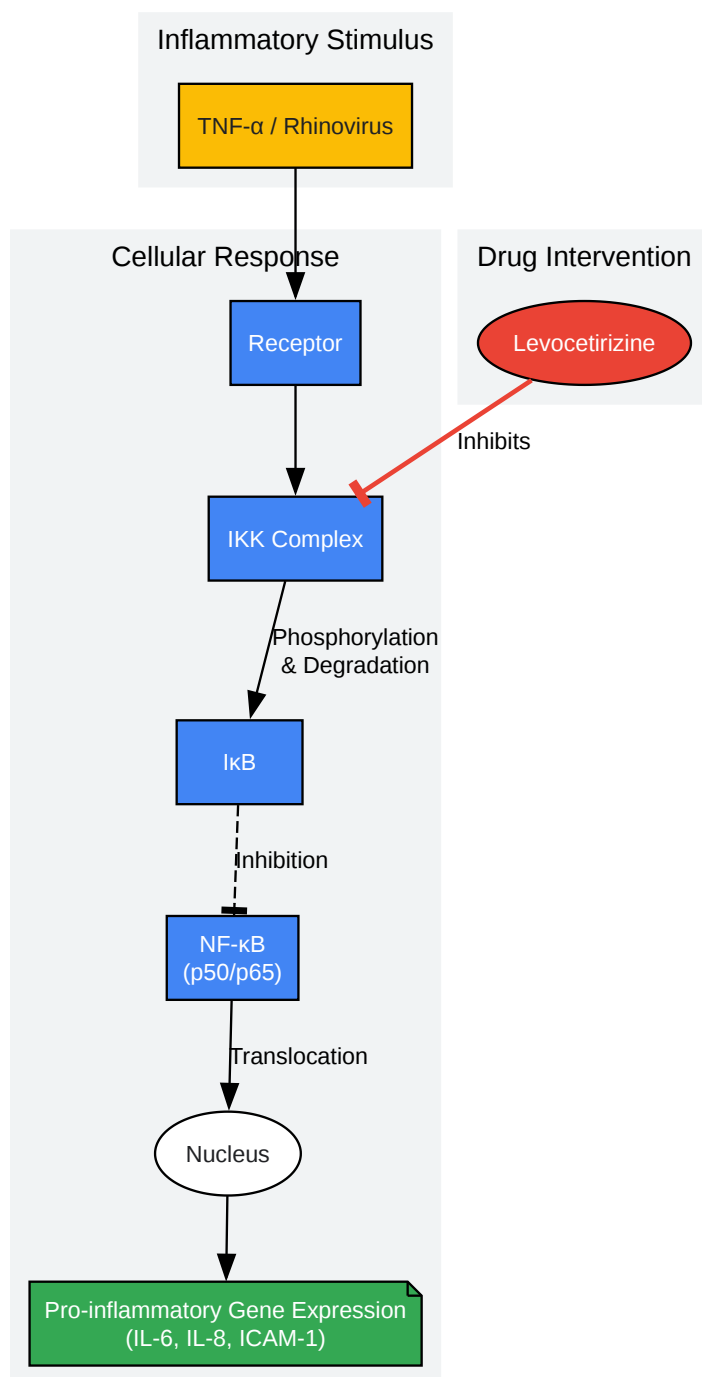 Inflammatory Stimulus
TNF-α / Rhinovirus
Cellular Response
Drug Intervention
Receptor
Levocetirizine
Inhibits
IKK Complex
Phosphorylation
& Degradation
IκB
Inhibition
NF-κB
(p50/p65)
Translocation
Nucleus
Pro-inflammatory Gene Expression
(IL-6, IL-8, ICAM-1)